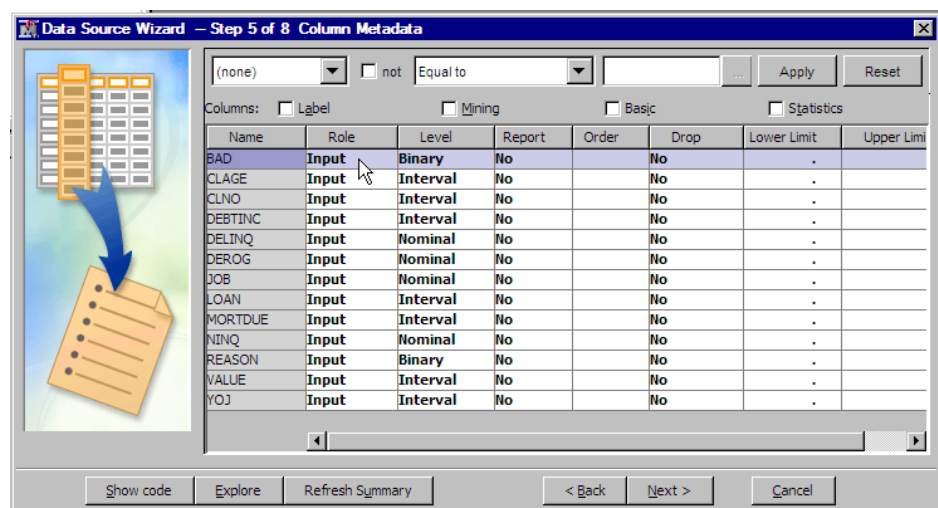 Data Source Wizard – Step 5 of 8 Column Metadata
(none) not Equal to ... Apply Reset
Columns: Label Mining Basic Statistics
Name Role Level Report Order Drop Lower Limit Upper Limi
BAD Input Binary No No .
CLAGE Input Interval No No .
CLNO Input Interval No No .
DEBTINC Input Interval No No .
DELINQ Input Nominal No No .
DEROG Input Nominal No No .
JOB Input Nominal No No .
LOAN Input Interval No No .
MORTDUE Input Interval No No .
NINQ Input Nominal No No .
REASON Input Binary No No .
VALUE Input Interval No No .
YOJ Input Interval No No .
Show code Explore Refresh Summary < Back Next > Cancel